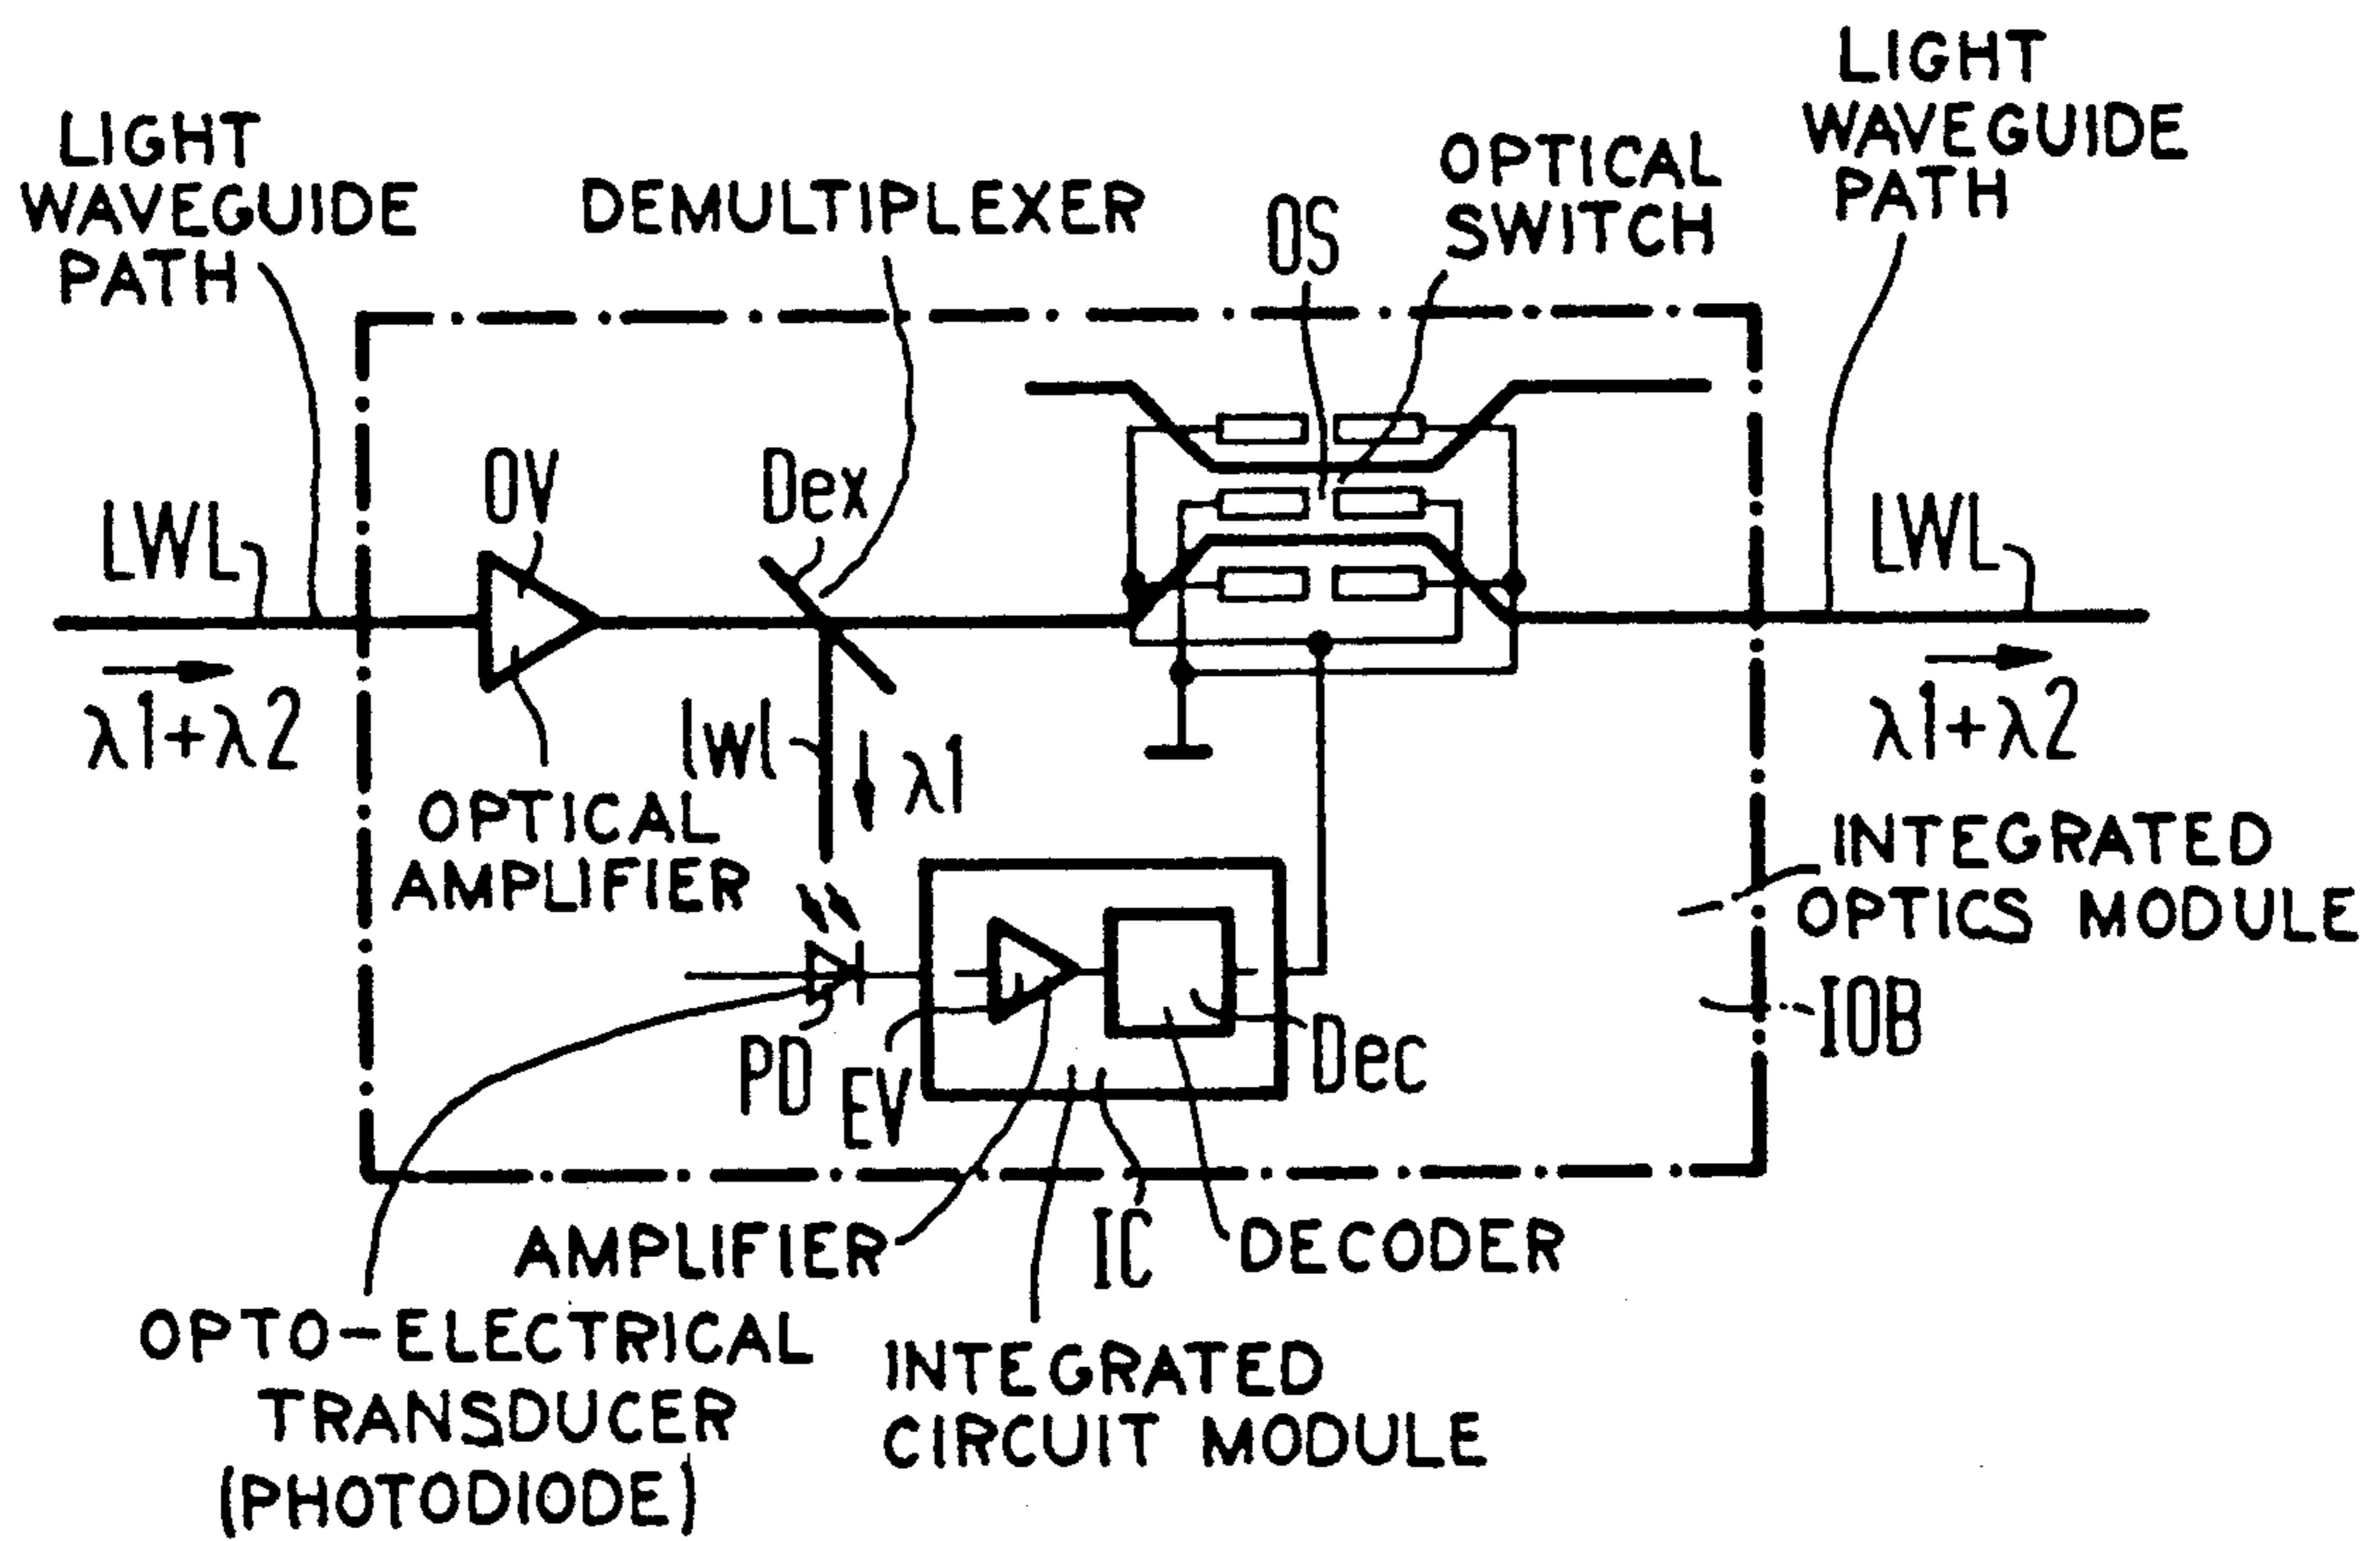 LIGHT
WAVEGUIDE
PATH
LIGHT
WAVEGUIDE
PATH
DEMULTIPLEXER
OPTICAL
SWITCH
OS
OV
Dex
LWL
LWL
λ1+λ2
λ1+λ2
lwl
λ1
OPTICAL
AMPLIFIER
INTEGRATED
OPTICS MODULE
IOB
PD
EV
Dec
AMPLIFIER
IC
DECODER
OPTO-ELECTRICAL
TRANSDUCER
(PHOTODIODE)
INTEGRATED
CIRCUIT MODULE